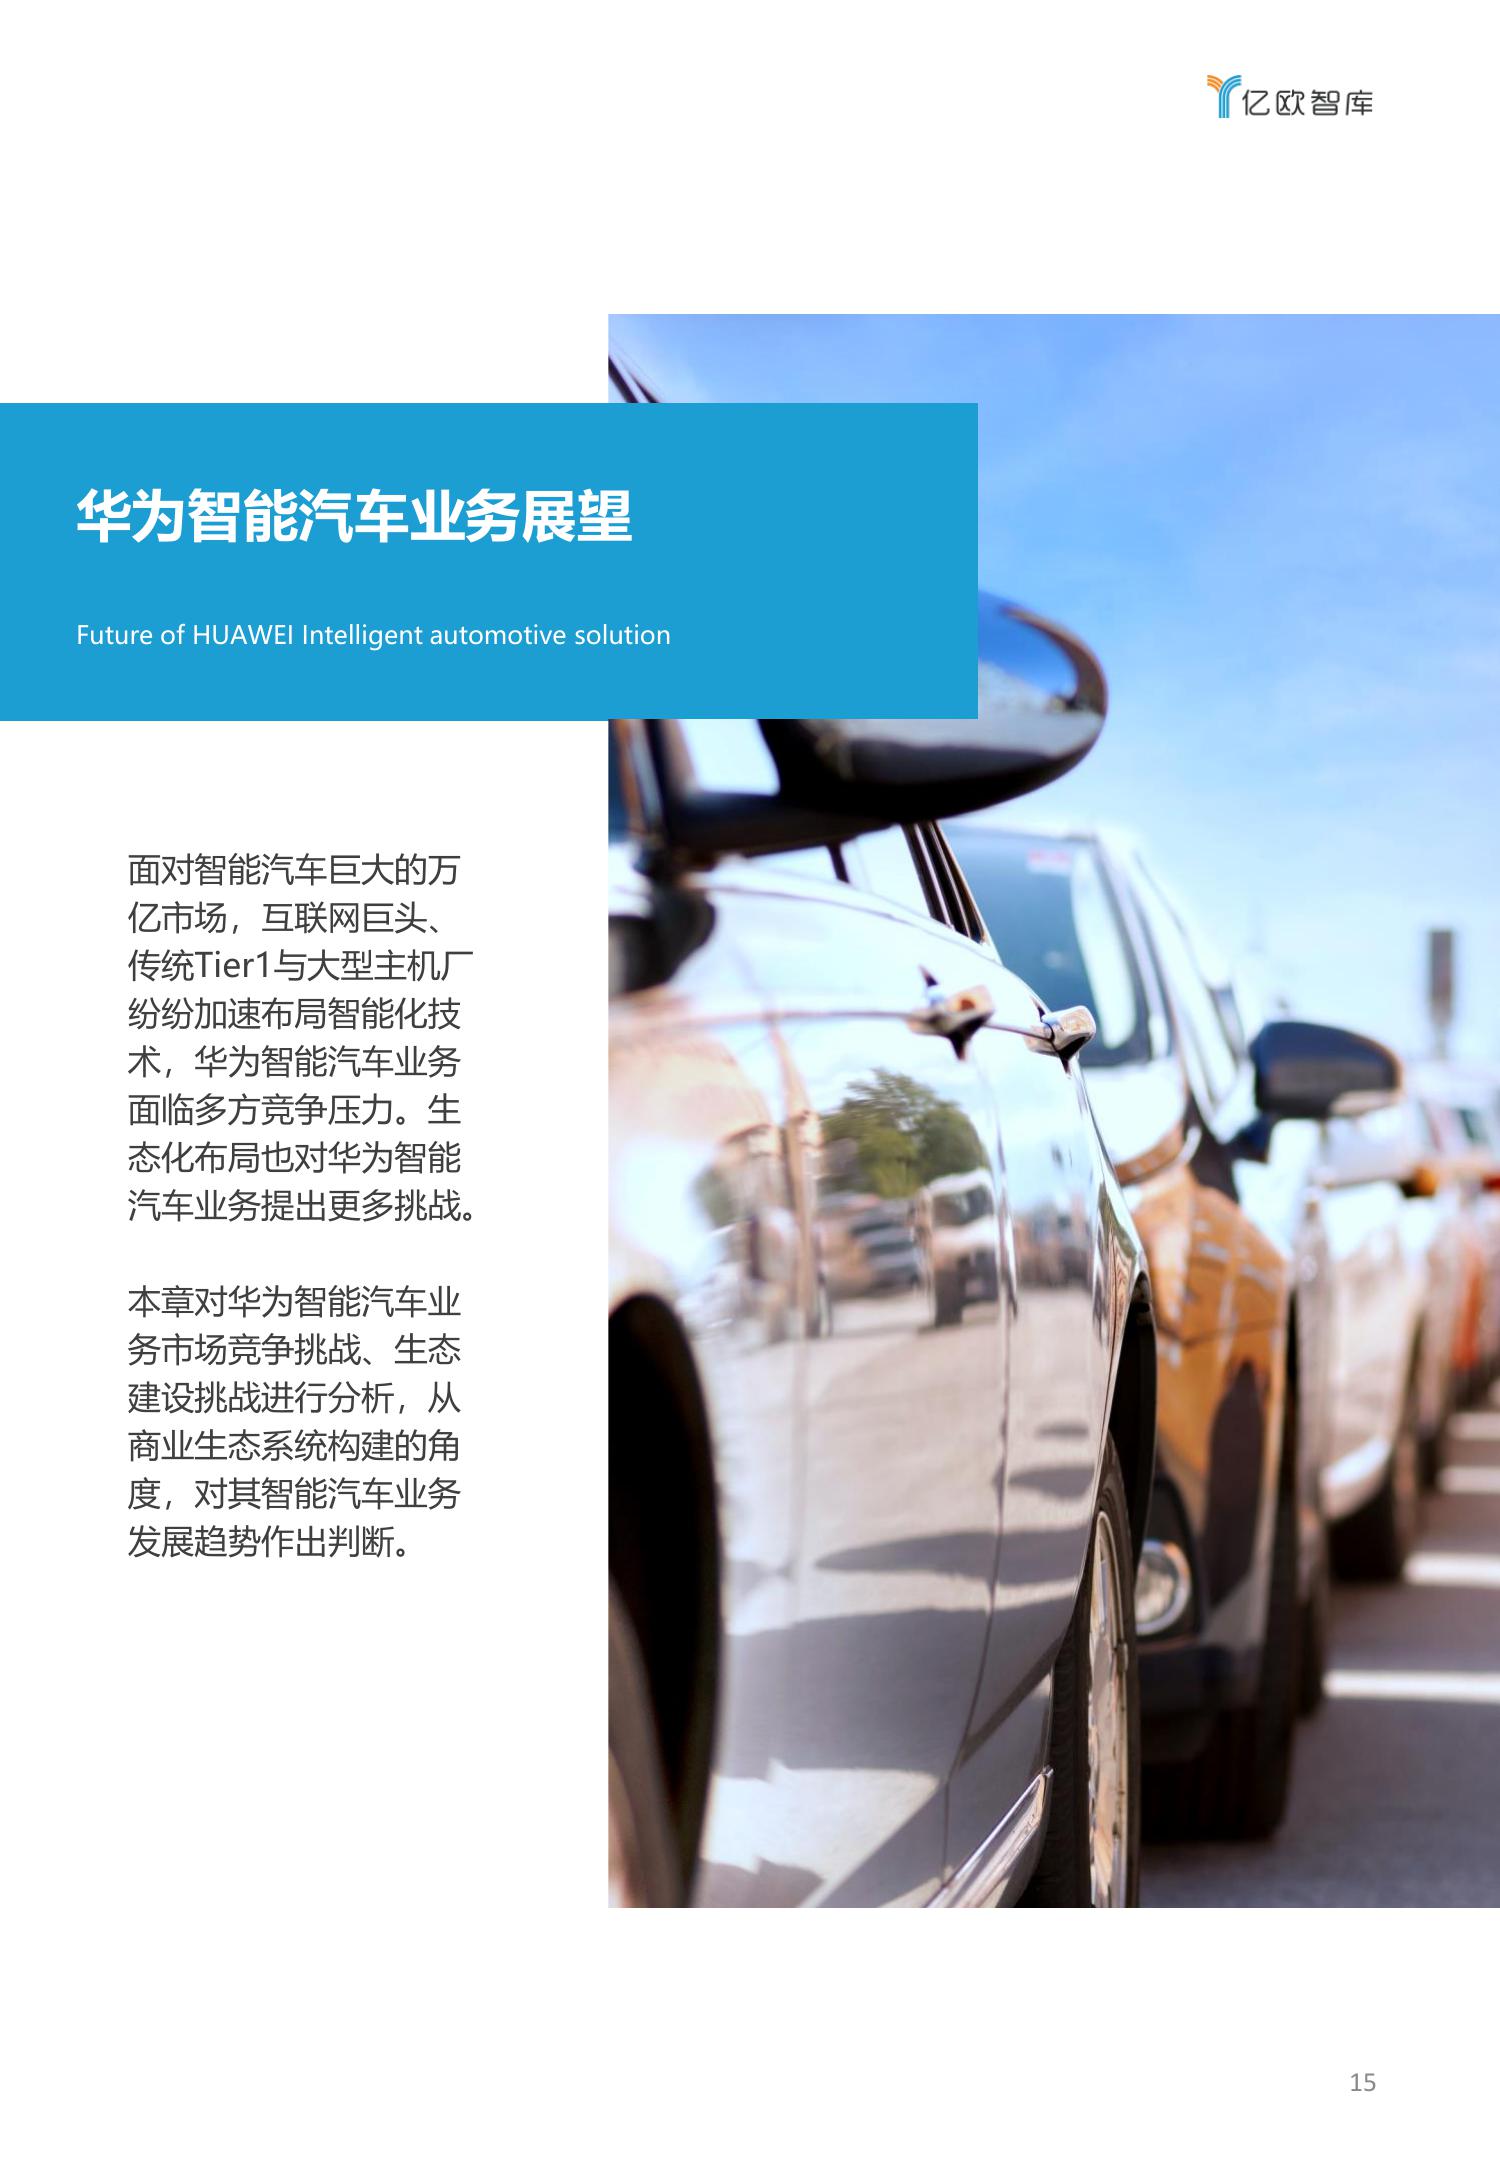 亿欧智库
华为智能汽车业务展望
Future of HUAWEI Intelligent automotive solution
面对智能汽车巨大的万
亿市场，互联网巨头、
传统Tier1与大型主机厂
纷纷加速布局智能化技
术，华为智能汽车业务
面临多方竞争压力。生
态化布局也对华为智能
汽车业务提出更多挑战。
本章对华为智能汽车业
务市场竞争挑战、生态
建设挑战进行分析，从
商业生态系统构建的角
度，对其智能汽车业务
发展趋势作出判断。
15